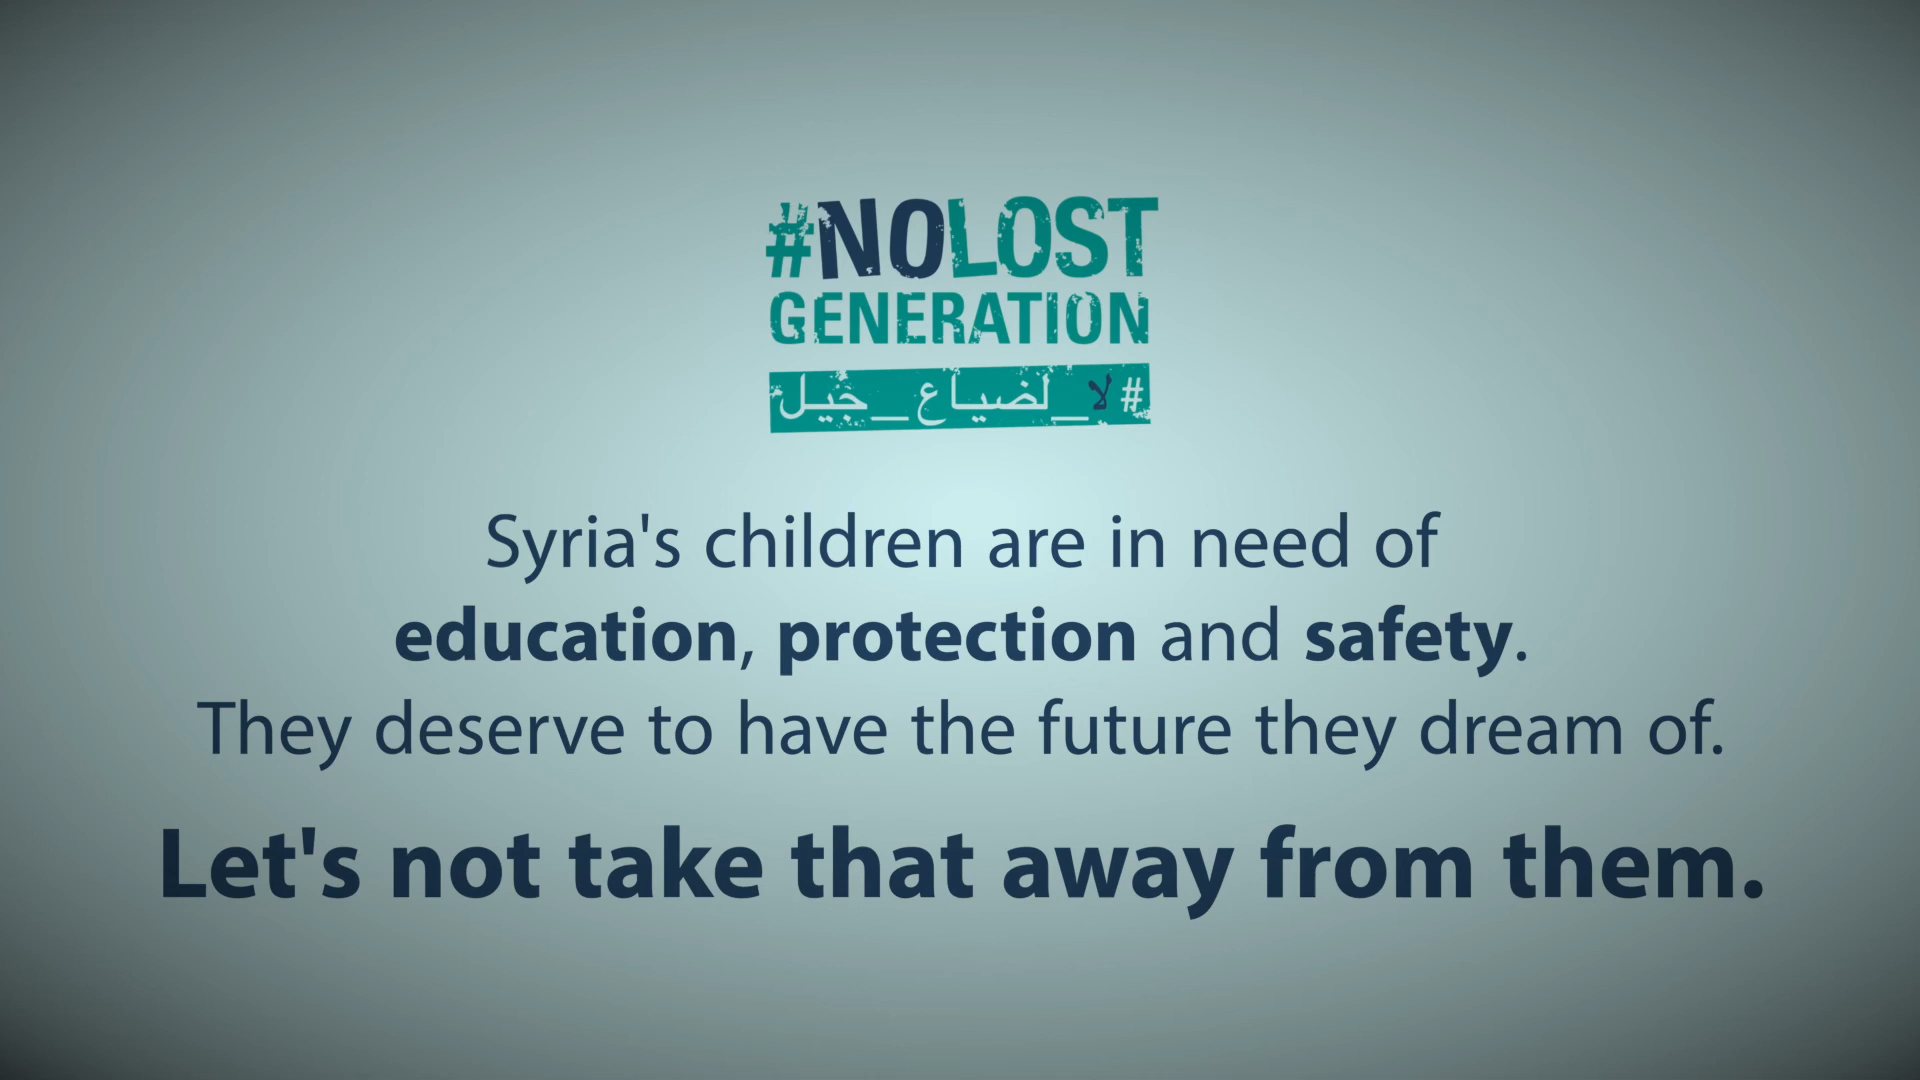 #NOLOST
GENERATION
#لا_لضياع_جيل
Syria's children are in need of
education, protection and safety.
They deserve to have the future they dream of.
Let's not take that away from them.